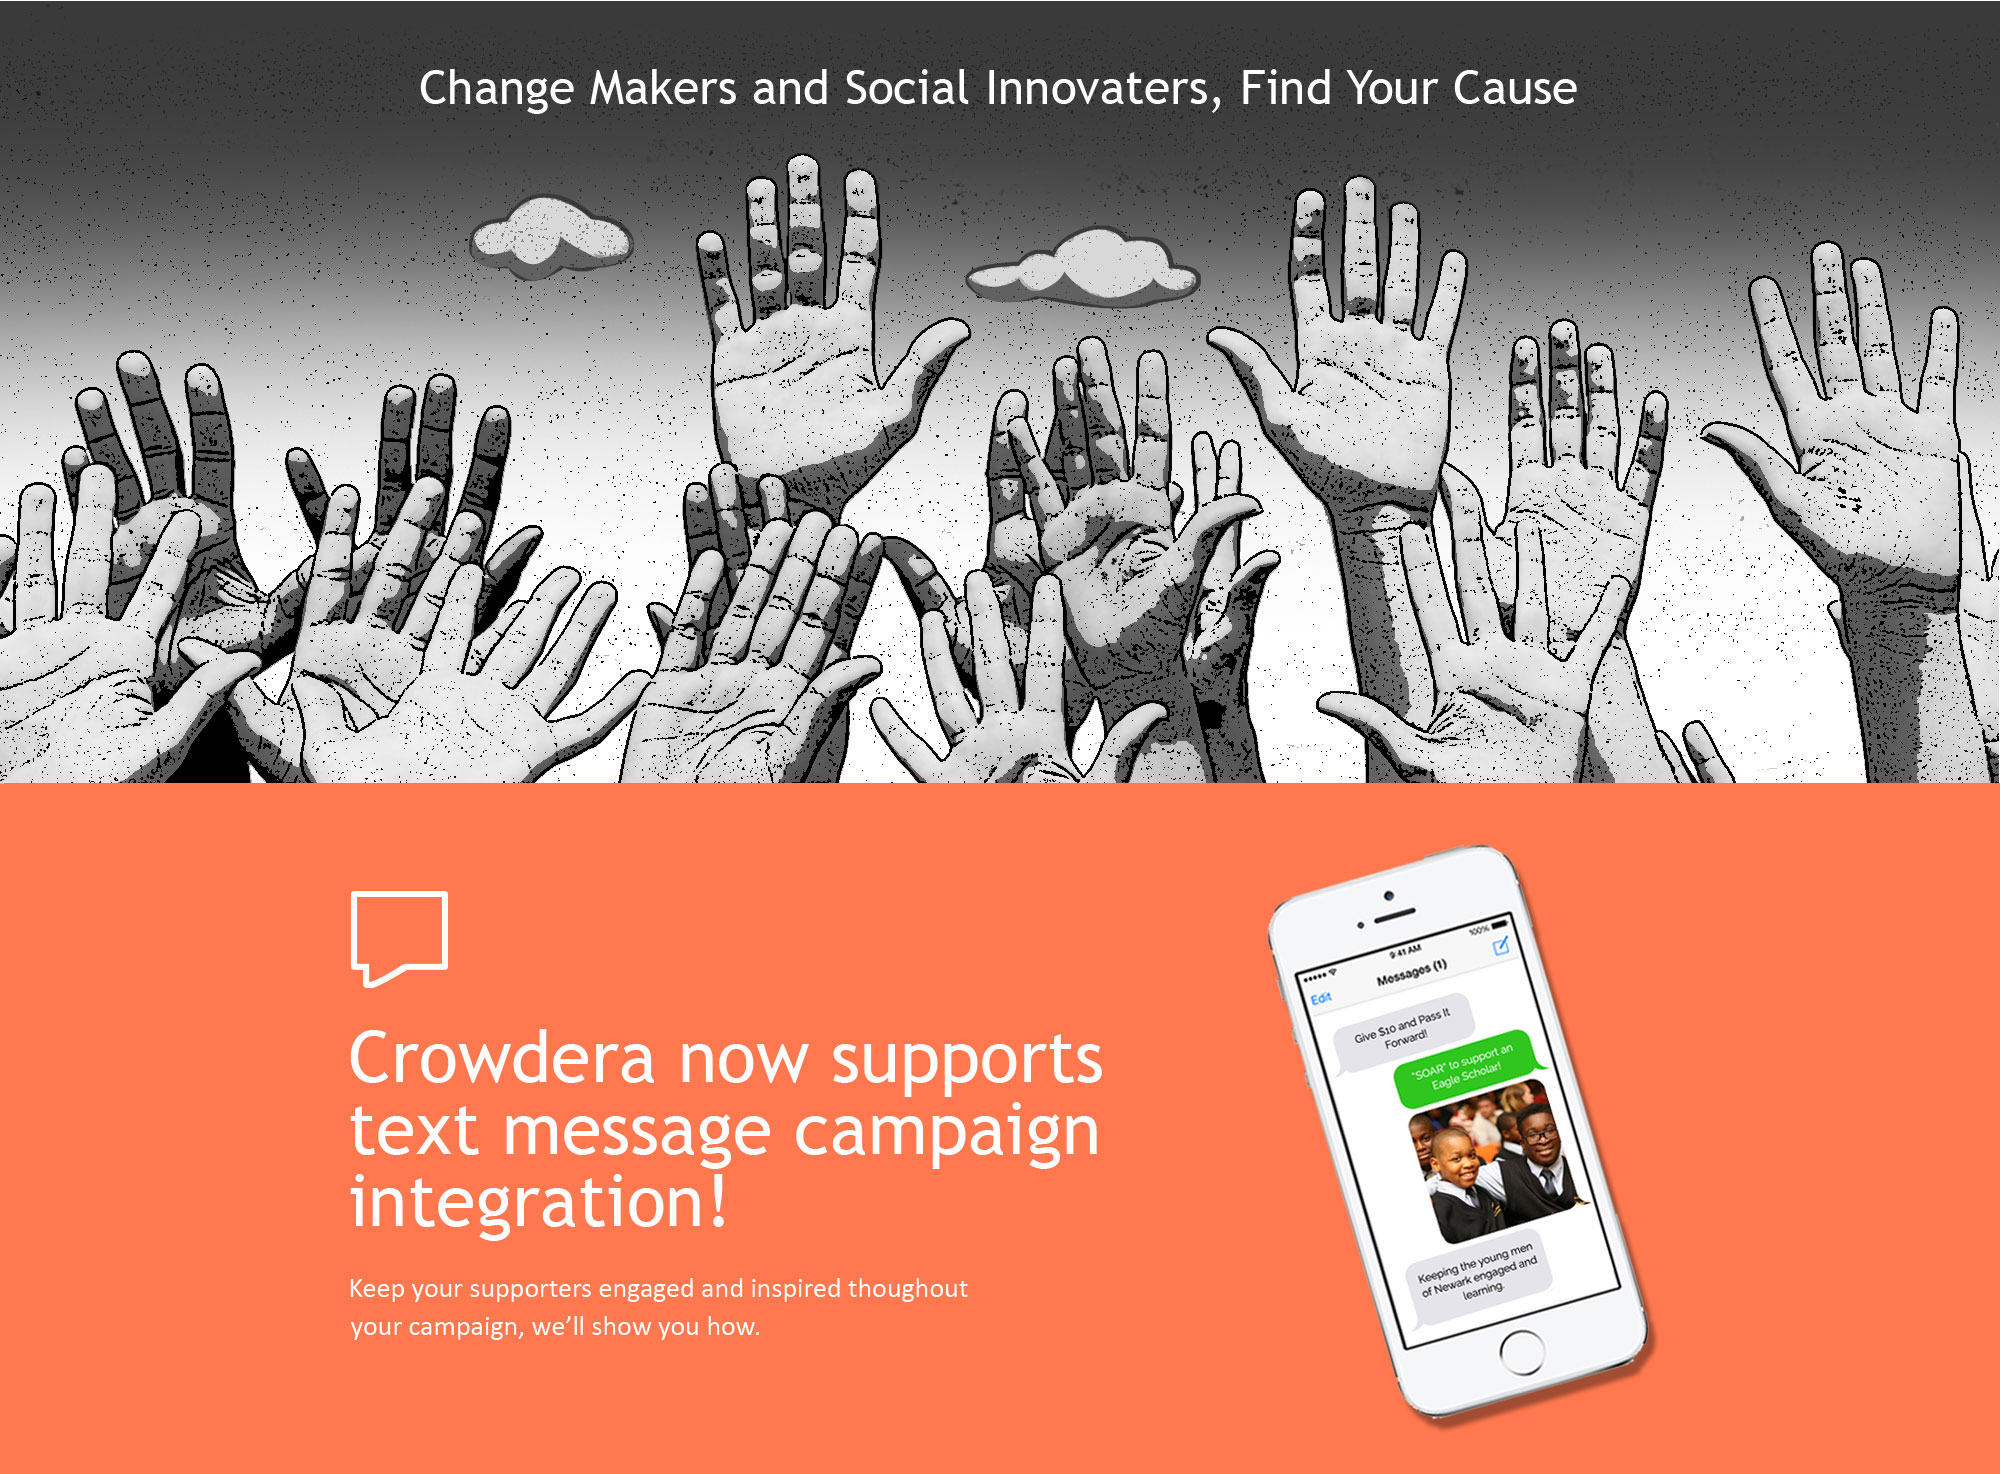 Change Makers and Social Innovaters, Find Your Cause
Crowdera now supports
text message campaign
integration!
Keep your supporters engaged and inspired thoughout
your campaign, we'll show you how.
9:41 AM
100%
Edit
Messages (1)
Give $10 and Pass It
Forward!
"SOAR" to support an
Eagle Scholar!
Keeping the young men
of Newark engaged and
learning.